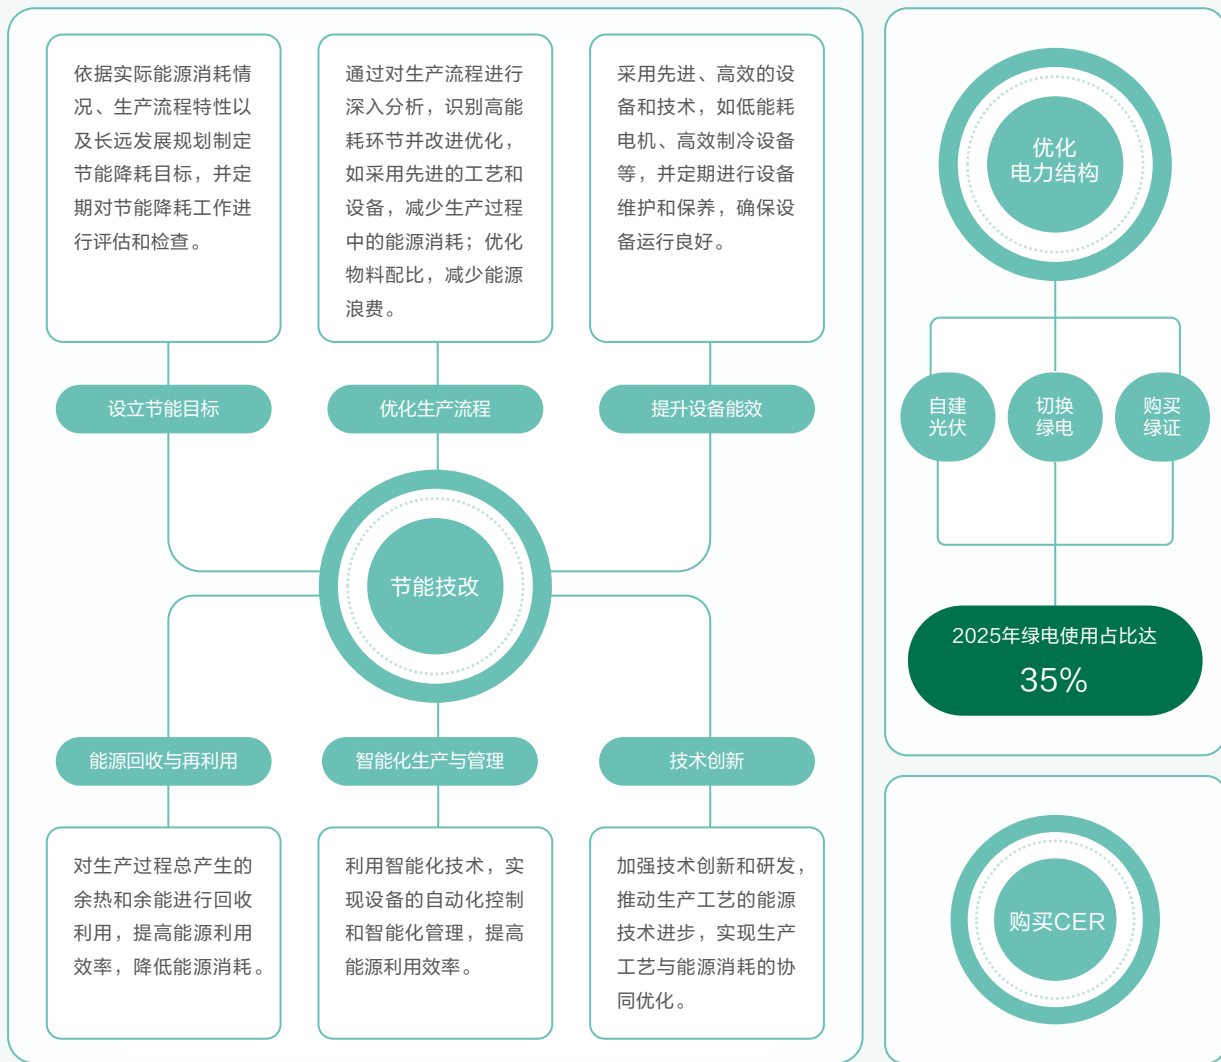 依据实际能源消耗情
况、生产流程特性以
及长远发展规划制定
节能降耗目标，并定
期对节能降耗工作进
行评估和检查。
通过对生产流程进行
深入分析，识别高能
耗环节并改进优化，
如采用先进的工艺和
设备，减少生产过程
中的能源消耗；优化
物料配比，减少能源
浪费。
采用先进、高效的设
备和技术，如低能耗
电机、高效制冷设备
等，并定期进行设备
维护和保养，确保设
备运行良好。
设立节能目标
优化生产流程
提升设备能效
节能技改
能源回收与再利用
智能化生产与管理
技术创新
对生产过程总产生的
余热和余能进行回收
利用，提高能源利用
效率，降低能源消耗。
利用智能化技术，实
现设备的自动化控制
和智能化管理，提高
能源利用效率。
加强技术创新和研发，
推动生产工艺的能源
技术进步，实现生产
工艺与能源消耗的协
同优化。
优化
电力结构
自建
光伏
切换
绿电
购买
绿证
2025年绿电使用占比达
35%
购买CER